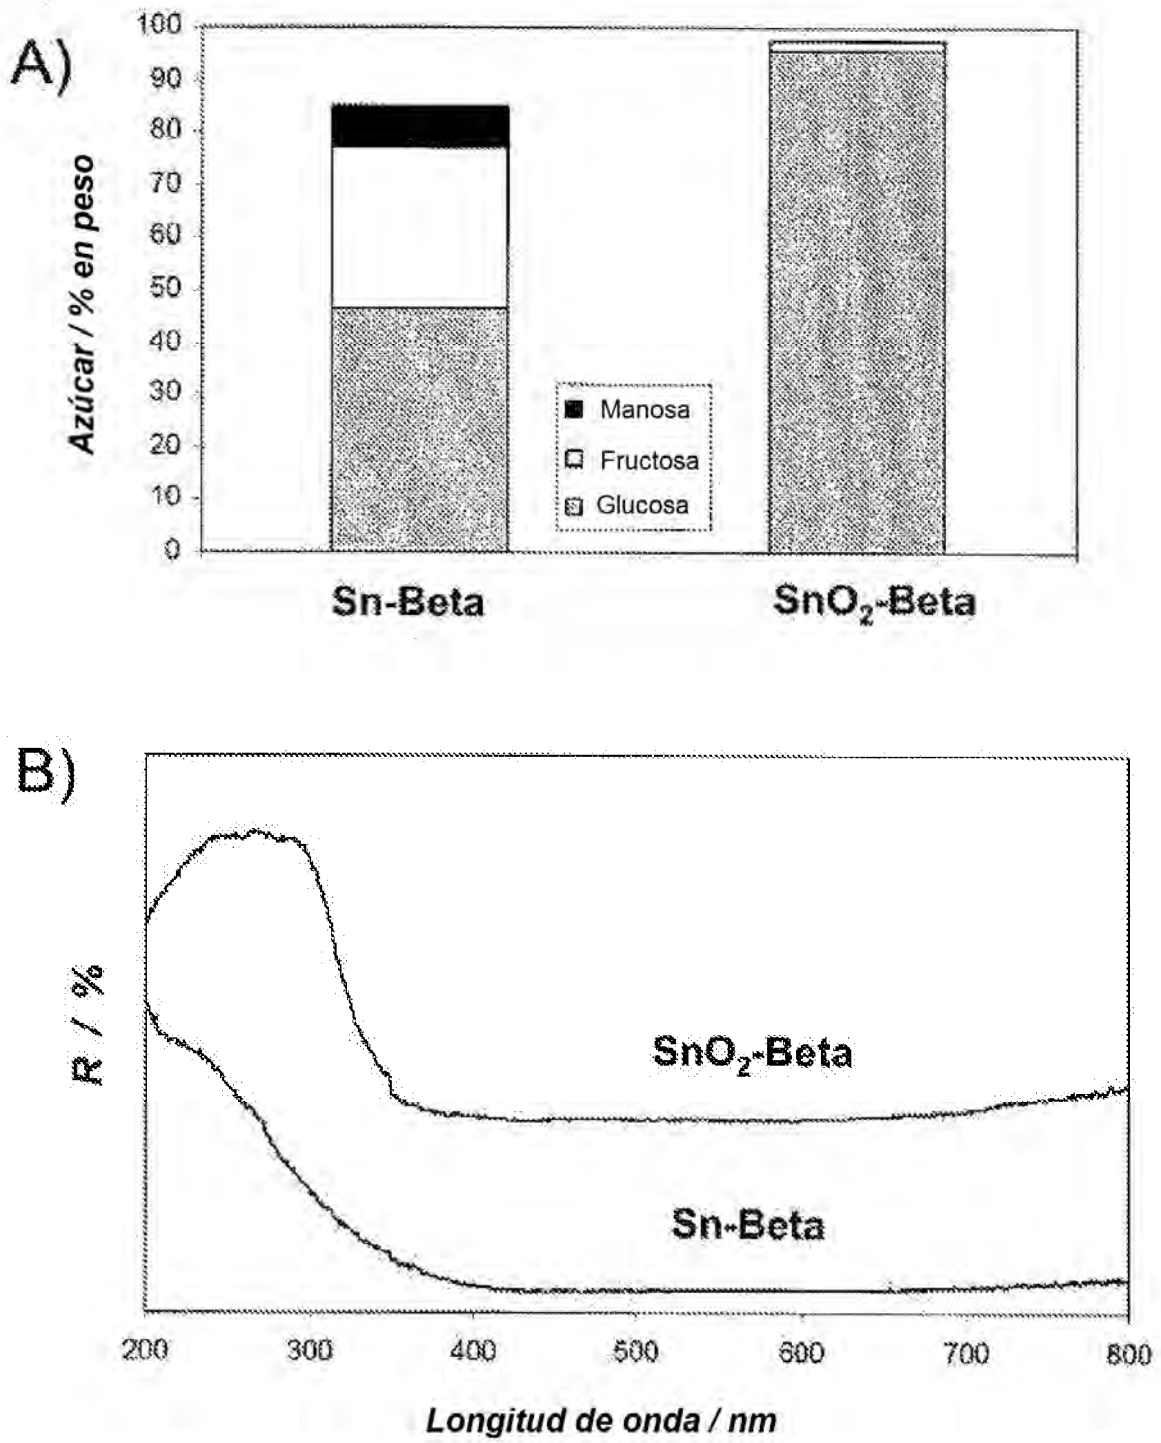 A)
Azúcar / % en peso
100
90
80
70
60
50
40
30
20
10
0
Manosa
Fructosa
Glucosa
Sn-Beta
SnO₂-Beta
B)
R / %
SnO₂-Beta
Sn-Beta
200 300 400 500 600 700 800
Longitud de onda / nm